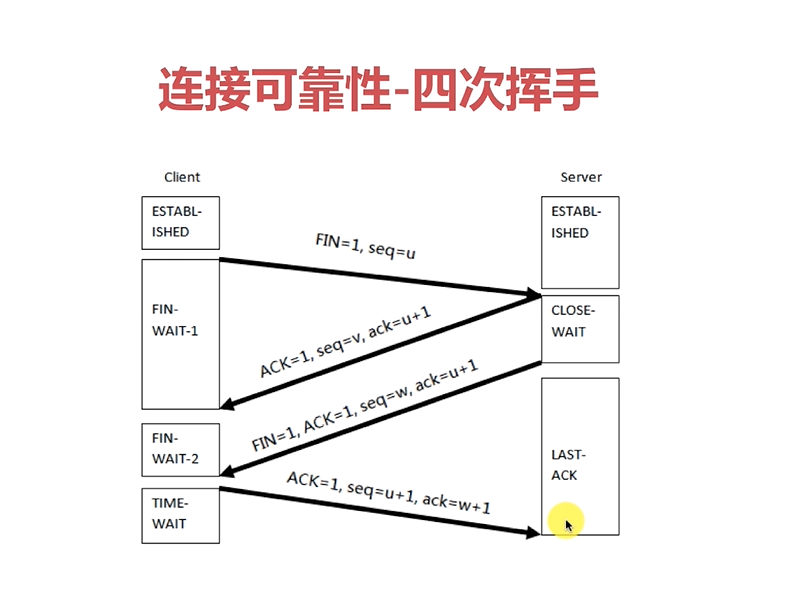 连接可靠性-四次挥手
Client
Server
ESTABL-
ISHED
ESTABL-
ISHED
FIN=1, seq=u
FIN-
WAIT-1
CLOSE-
WAIT
ACK=1, seq=v, ack=u+1
FIN=1, ACK=1, seq=w, ack=u+1
FIN-
WAIT-2
LAST-
ACK
ACK=1, seq=u+1, ack=w+1
TIME-
WAIT